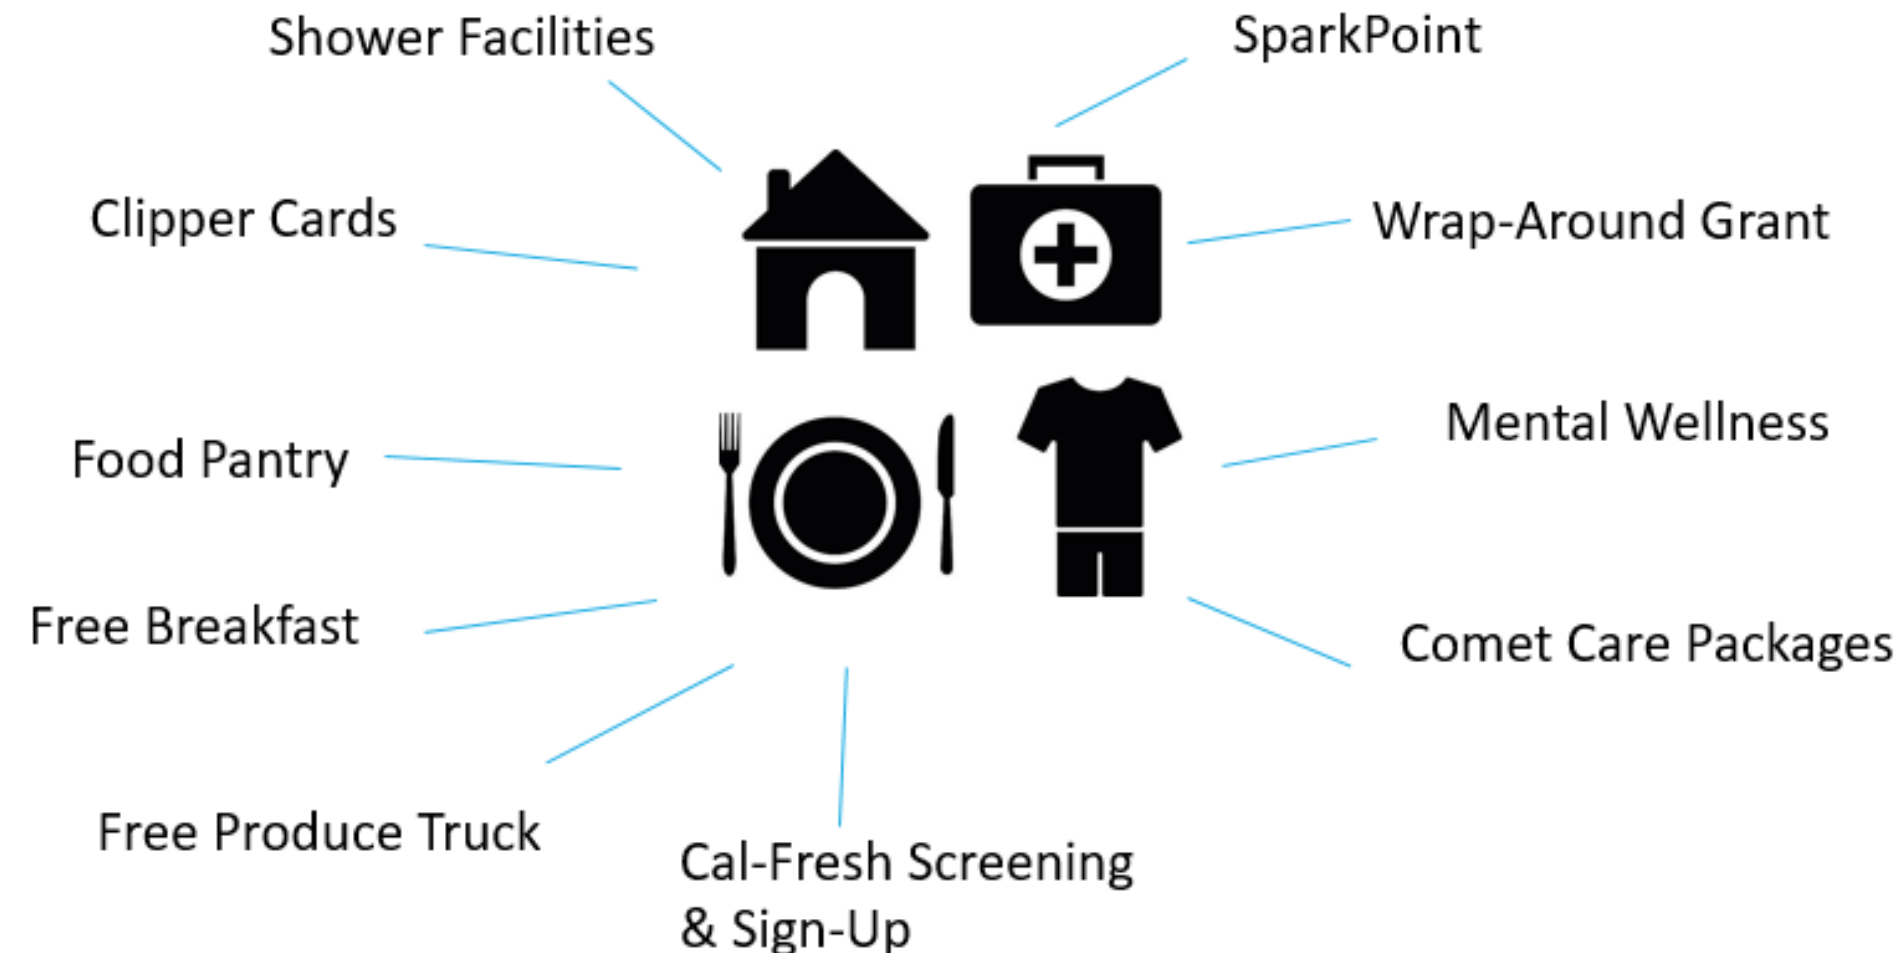 Shower Facilities
SparkPoint
Clipper Cards
Wrap-Around Grant
Food Pantry
Mental Wellness
Free Breakfast
Comet Care Packages
Free Produce Truck
Cal-Fresh Screening
& Sign-Up